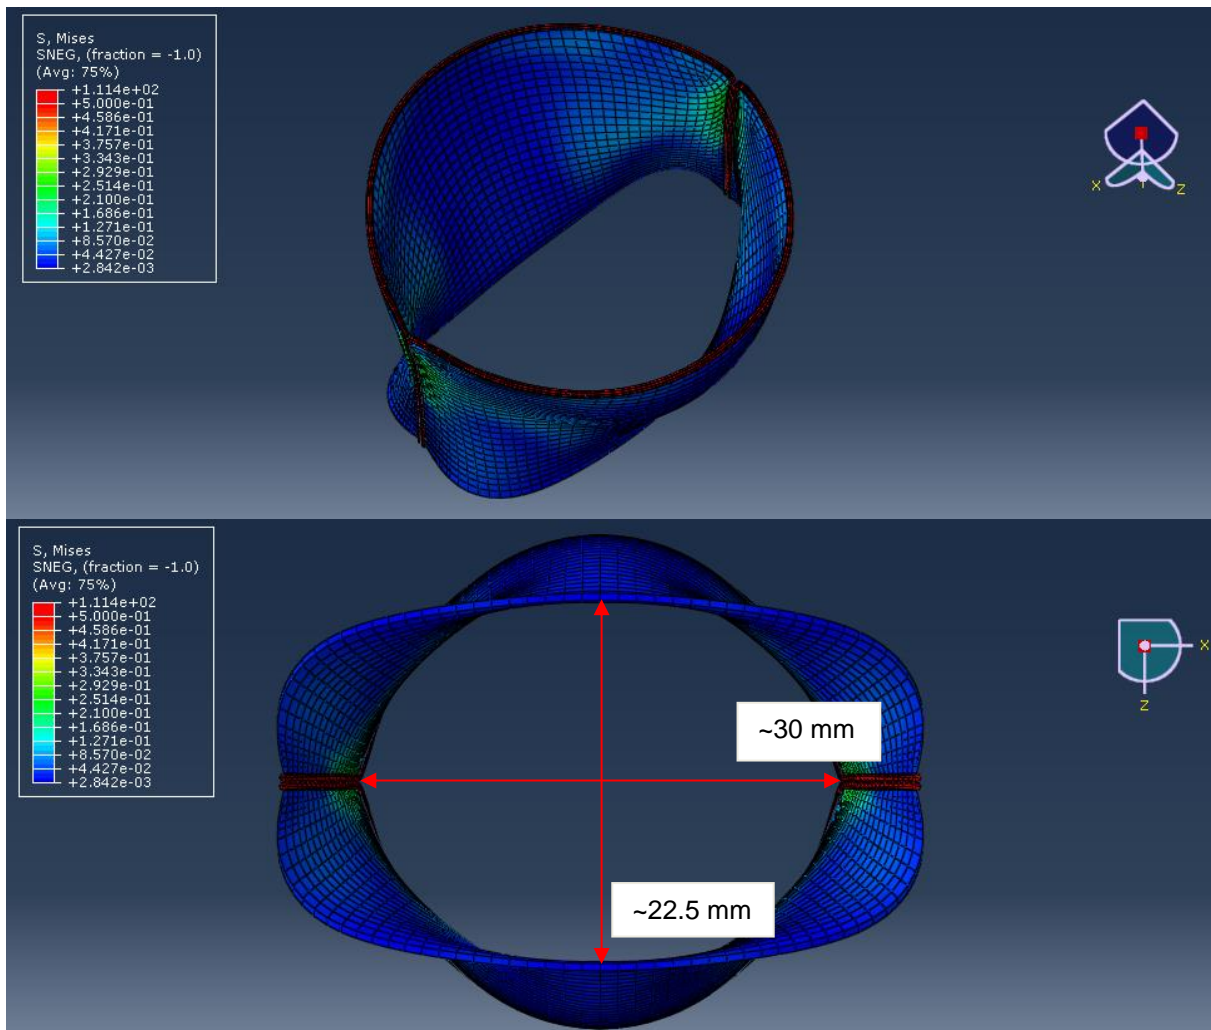 S, Mises
SNEG, (fraction = -1.0)
(Avg: 75%)
+1.114e+02
+5.000e-01
+4.586e-01
+4.171e-01
+3.757e-01
+3.343e-01
+2.929e-01
+2.514e-01
+2.100e-01
+1.686e-01
+1.271e-01
+8.570e-02
+4.427e-02
+2.842e-03
X
Y
Z
S, Mises
SNEG, (fraction = -1.0)
(Avg: 75%)
+1.114e+02
+5.000e-01
+4.586e-01
+4.171e-01
+3.757e-01
+3.343e-01
+2.929e-01
+2.514e-01
+2.100e-01
+1.686e-01
+1.271e-01
+8.570e-02
+4.427e-02
+2.842e-03
X
Z
~30 mm
~22.5 mm